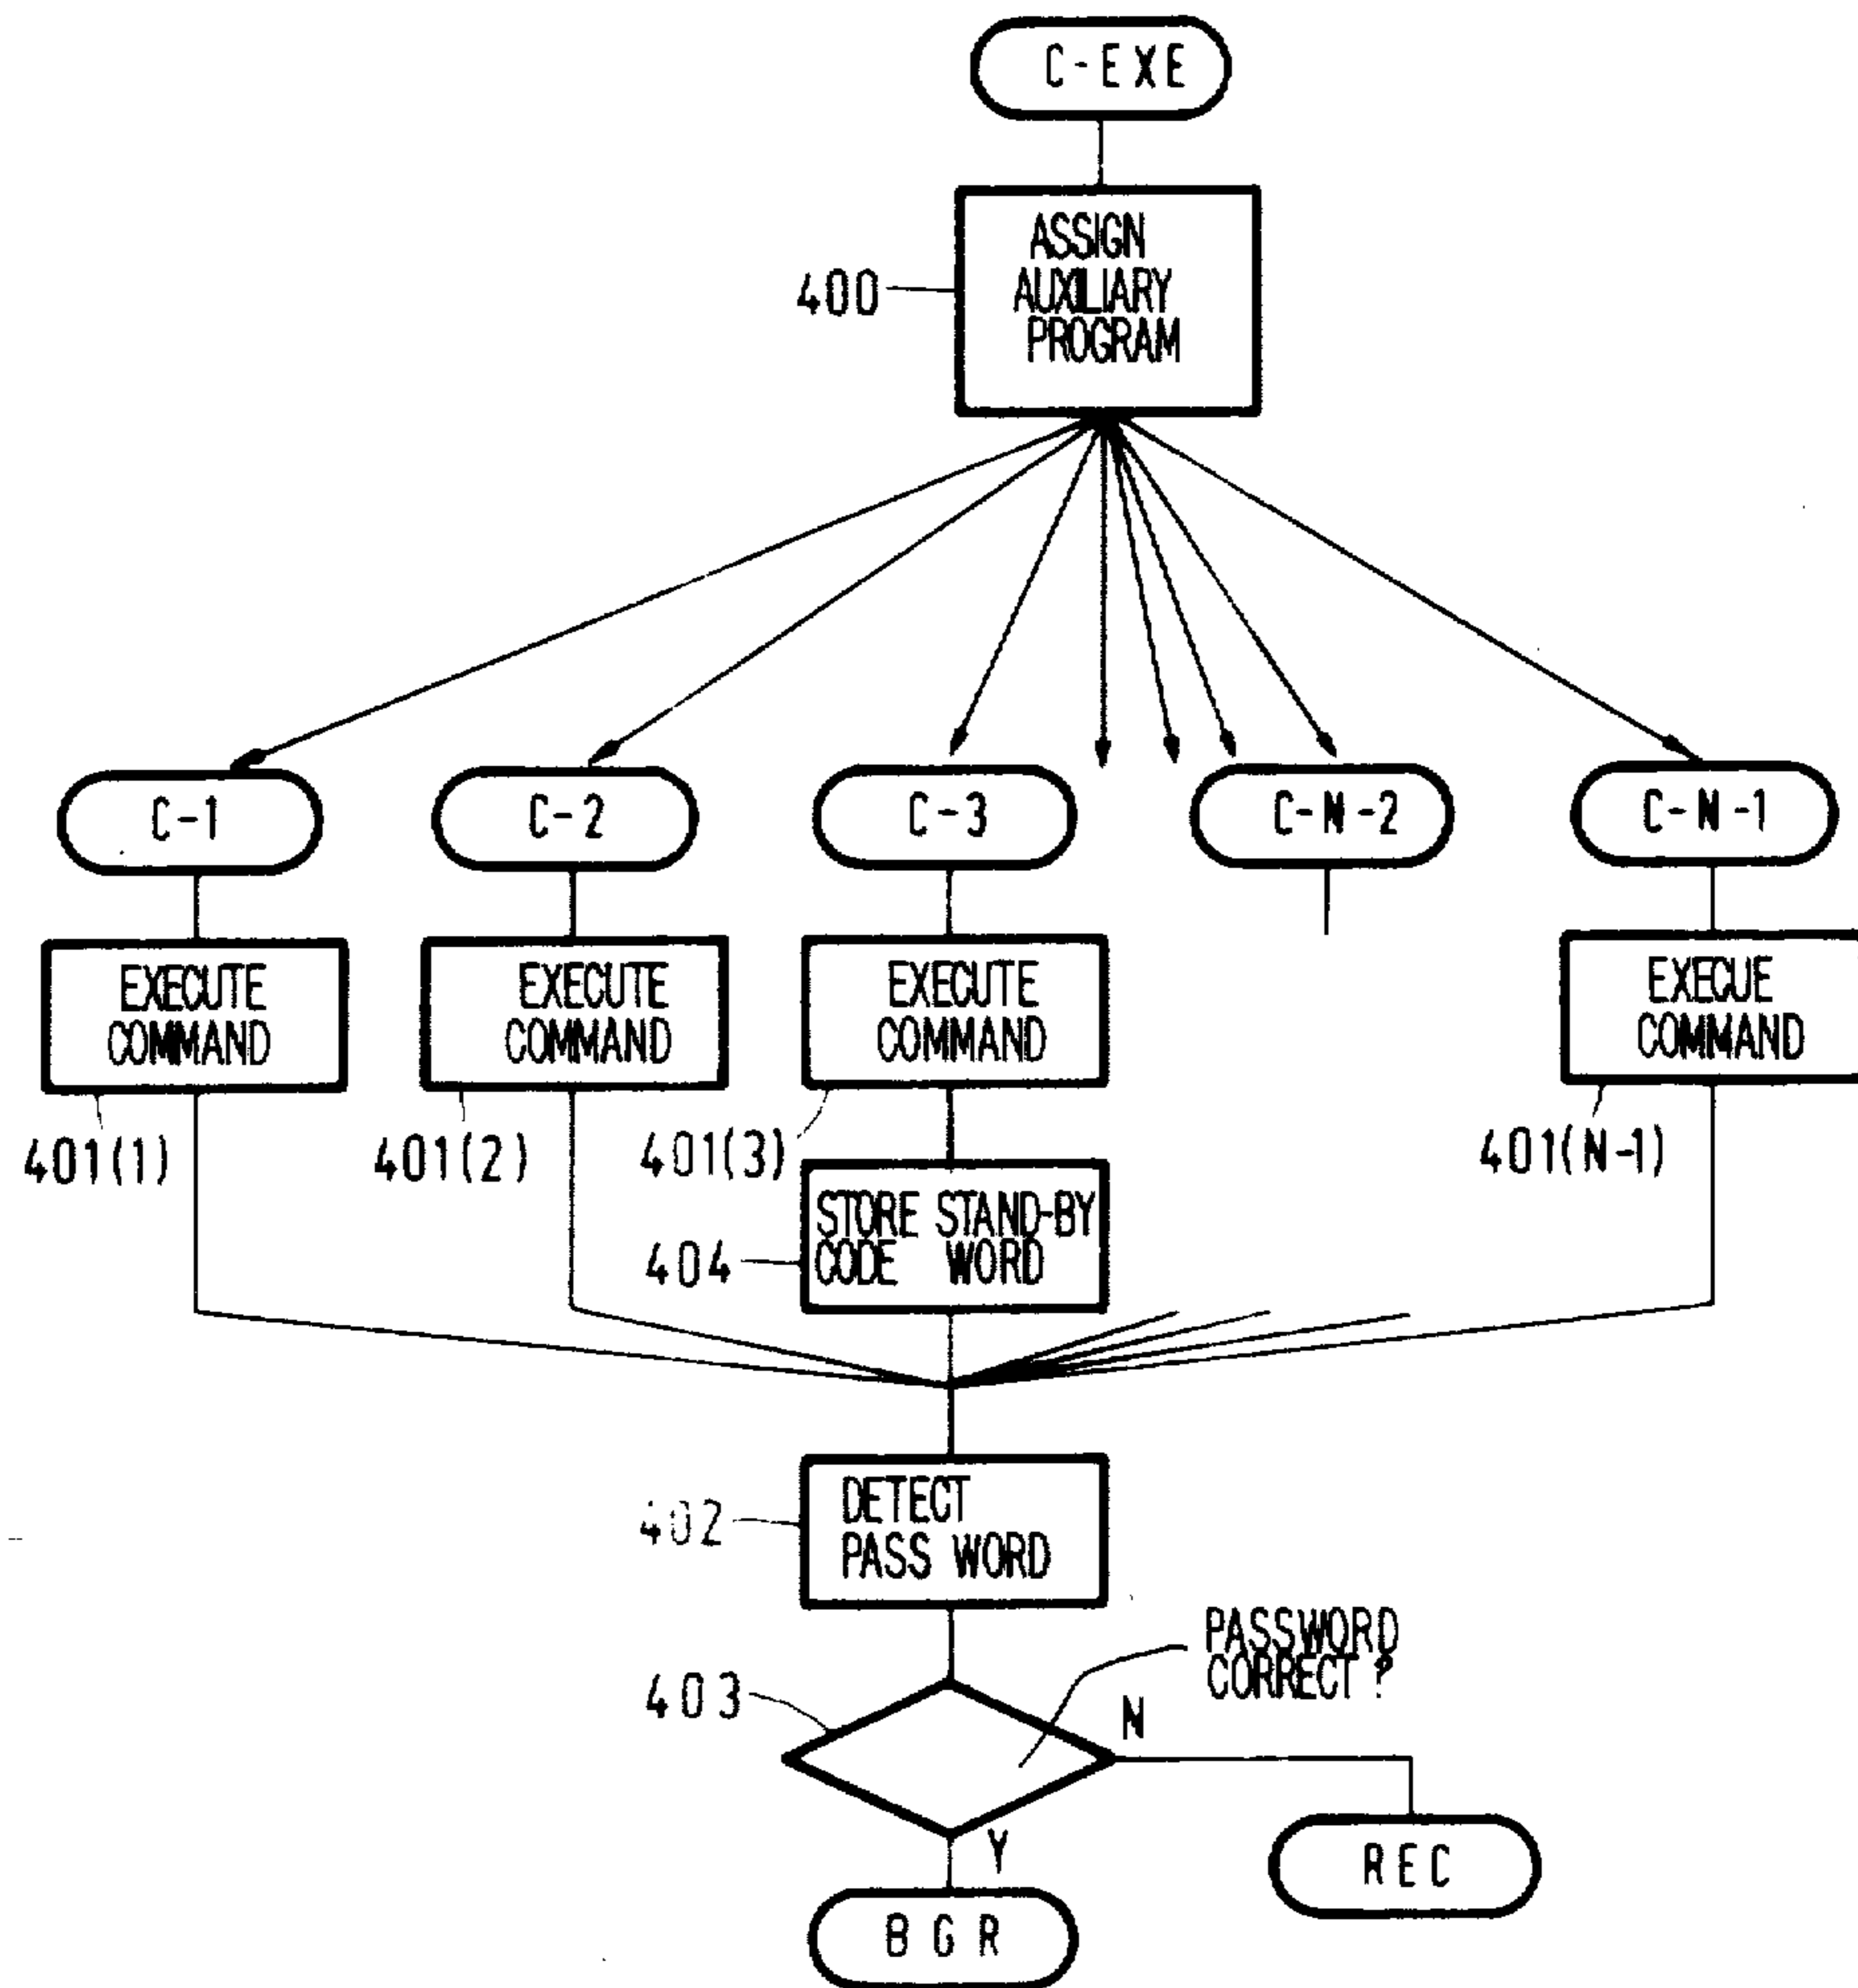 C-EXE
ASSIGN
AUXILIARY
PROGRAM
400
C-1
C-2
C-3
C-N-2
C-N-1
EXECUTE
COMMAND
EXECUTE
COMMAND
EXECUTE
COMMAND
EXECUE
COMMAND
401(1)
401(2)
401(3)
401(N-1)
STORE STAND-BY
CODE WORD
404
DETECT
PASS WORD
402
PASSWORD
CORRECT?
403
N
Y
REC
BGR